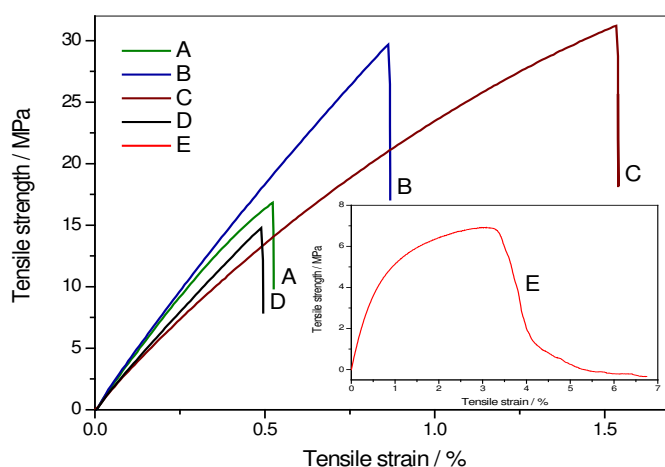 30
25
20
15
10
5
0
Tensile strength / MPa
A
B
C
D
E
B
C
A
D
0.0
0.5
1.0
1.5
Tensile strain / %
8
6
4
2
0
Tensile strength / MPa
E
0
1
2
3
4
5
6
7
Tensile strain / %